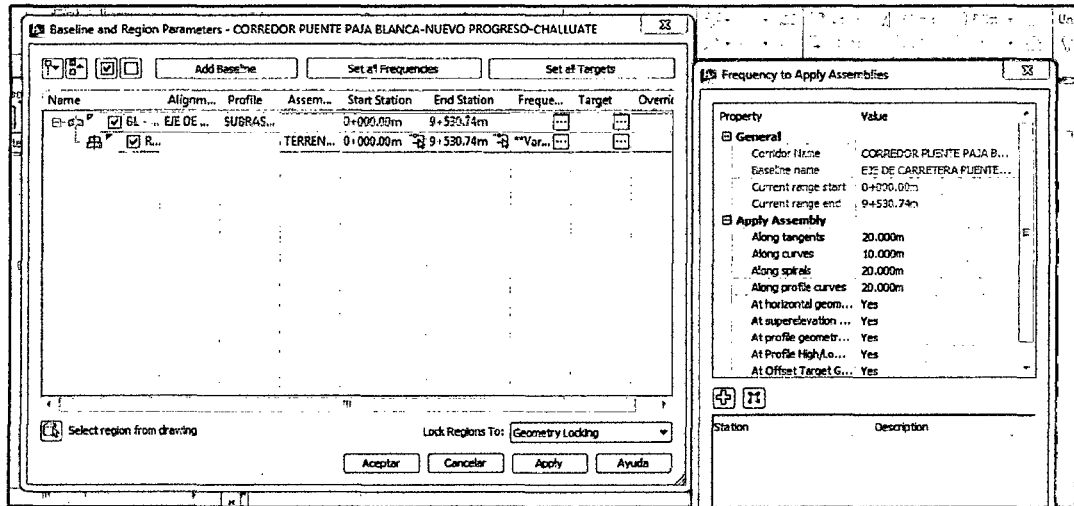 Baseline and Region Parameters - CORREDOR PUENTE PAJA BLANCA-NUEVO PROGRESO-CHALLUATE
Add Baseline Set all Frequencies Set all Targets
Name Alignm... Profile Assem... Start Station End Station Freque... Target Overri
BL - ... EJE DE ... SUBRAS... 0+000.00m 9+530.74m
R... TERREN... 0+000.00m 9+530.74m **Var...
Select region from drawing Lock Regions To: Geometry Locking
Aceptar Cancelar Apply Ayuda
Un
Frequency to Apply Assemblies
Property Value
General
Corridor Name CORREDOR PUENTE PAJA B...
Baseline name EJE DE CARRETERA PUENTE...
Current range start 0+000.00m
Current range end 9+530.74m
Apply Assembly
Along tangents 20.000m
Along curves 10.000m
Along spirals 20.000m
Along profile curves 20.000m
At horizontal geom... Yes
At superelevation ... Yes
At profile geometr... Yes
At Profile High/Lo... Yes
At Offset Target G... Yes
Station Description